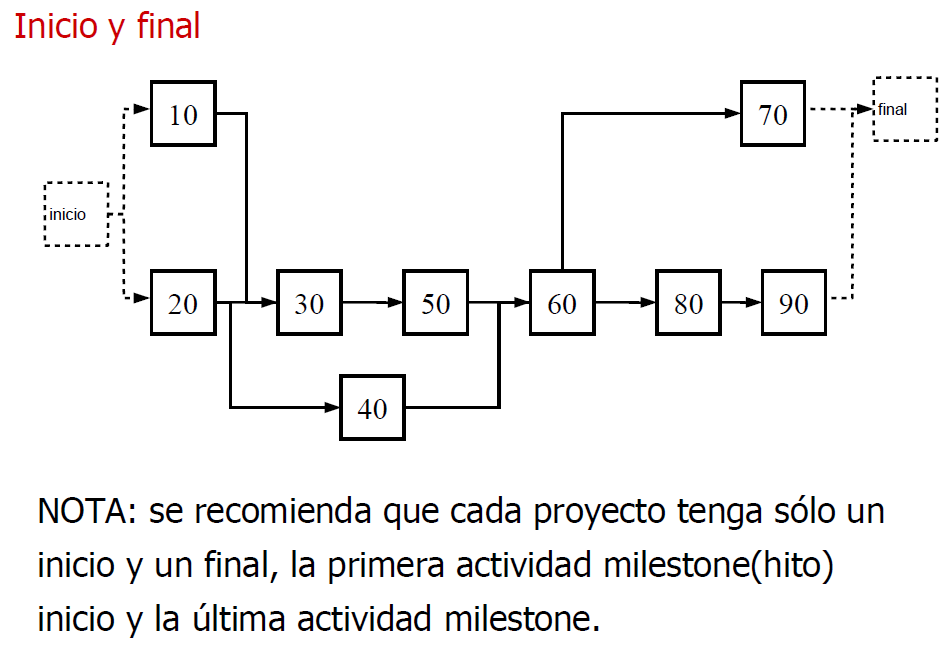 Inicio y final
10
70
final
inicio
20
30
50
60
80
90
40
NOTA: se recomienda que cada proyecto tenga sólo un
inicio y un final, la primera actividad milestone(hito)
inicio y la última actividad milestone.